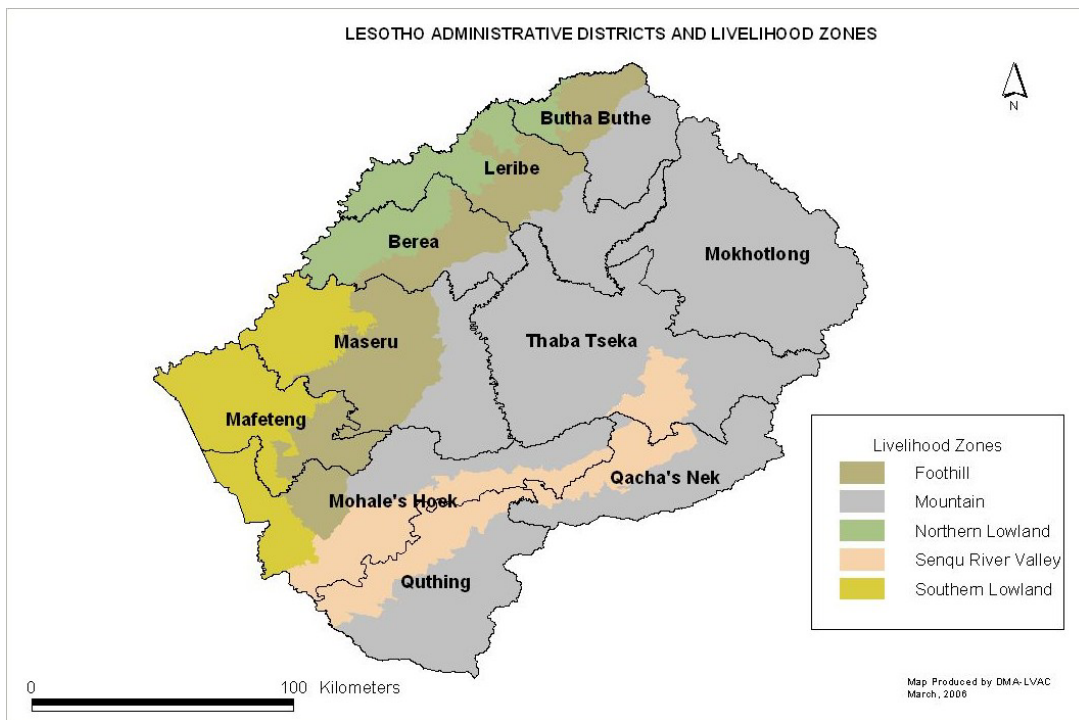 LESOTHO ADMINISTRATIVE DISTRICTS AND LIVELIHOOD ZONES
N
Butha Buthe
Leribe
Berea
Mokhotlong
Maseru
Thaba Tseka
Mafeteng
Mohale's Hoek
Qacha's Nek
Quthing
Livelihood Zones
Foothill
Mountain
Northern Lowland
Senqu River Valley
Southern Lowland
0 100 Kilometers
Map Produced by DMA-LVAC
March, 2006